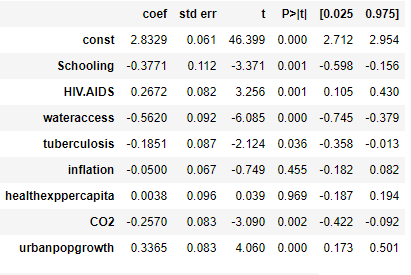 coef std err t P>|t| [0.025 0.975]
const 2.8329 0.061 46.399 0.000 2.712 2.954
Schooling -0.3771 0.112 -3.371 0.001 -0.598 -0.156
HIV.AIDS 0.2672 0.082 3.256 0.001 0.105 0.430
wateraccess -0.5620 0.092 -6.085 0.000 -0.745 -0.379
tuberculosis -0.1851 0.087 -2.124 0.036 -0.358 -0.013
inflation -0.0500 0.067 -0.749 0.455 -0.182 0.082
healthexppercapita 0.0038 0.096 0.039 0.969 -0.187 0.194
CO2 -0.2570 0.083 -3.090 0.002 -0.422 -0.092
urbanpopgrowth 0.3365 0.083 4.060 0.000 0.173 0.501